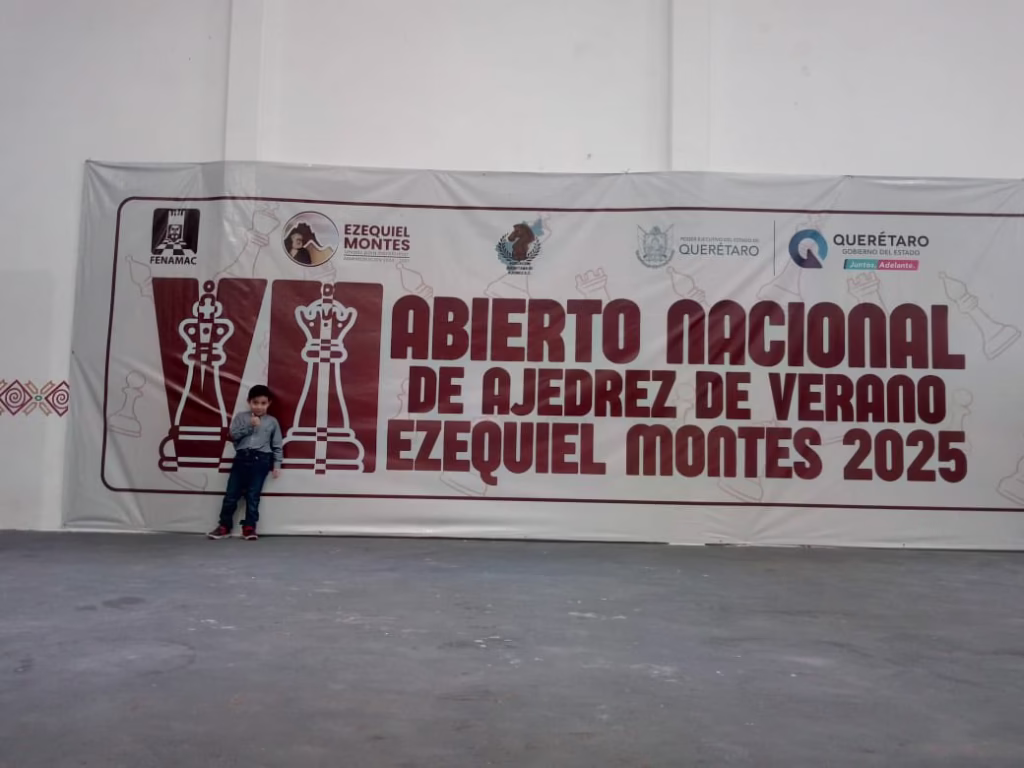 FENAMAC
EZEQUIEL
MONTES
QUERÉTARO
QUERÉTARO
GOBIERNO DEL ESTADO
Juntos, Adelante.
VI
ABIERTO NACIONAL
DE AJEDREZ DE VERANO
EZEQUIEL MONTES 2025